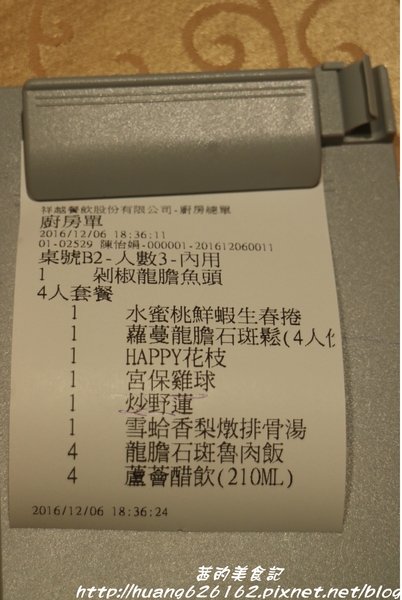 祥越餐飲股份有限公司-廚房總單
廚房單
2016/12/06 18:36:11
01-02529 陳怡娟-000001-201612060011
桌號B2-人數3-內用
1 剁椒龍膽魚頭
4人套餐
1 水蜜桃鮮蝦生春捲
1 蘿蔓龍膽石斑鬆(4人份
1 HAPPY花枝
1 宮保雞球
1 炒野蓮
1 雪蛤香梨燉排骨湯
4 龍膽石斑魯肉飯
4 蘆薈醋飲(210ML)
2016/12/06 18:36:24
茜的美食記
http://huang626162.pixnet.net/blog